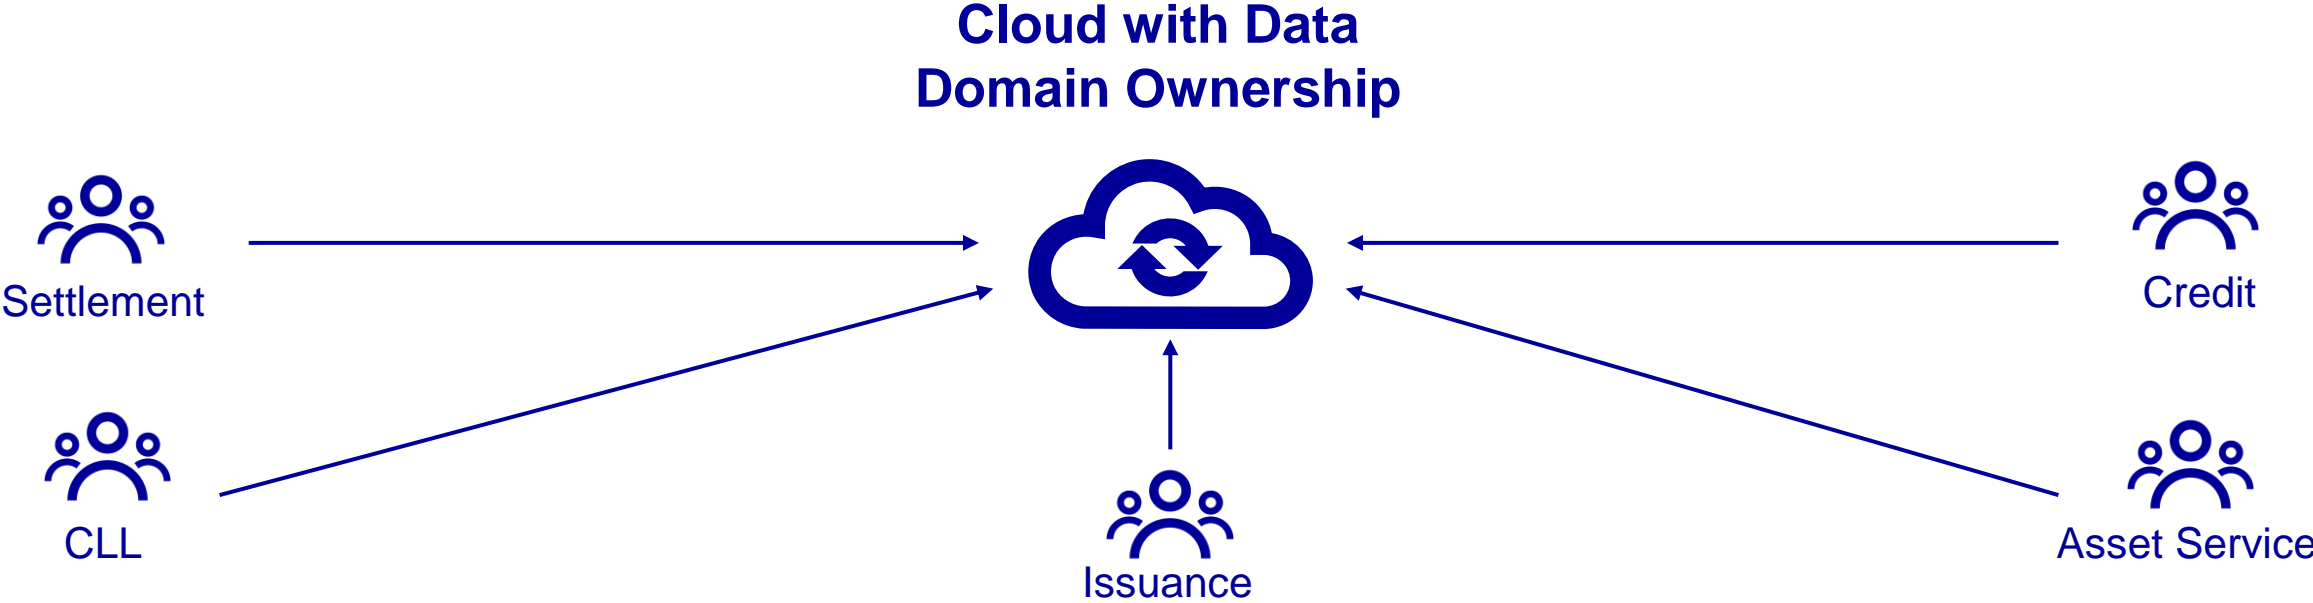 Cloud with Data
Domain Ownership
Settlement
Credit
CLL
Asset Service
Issuance